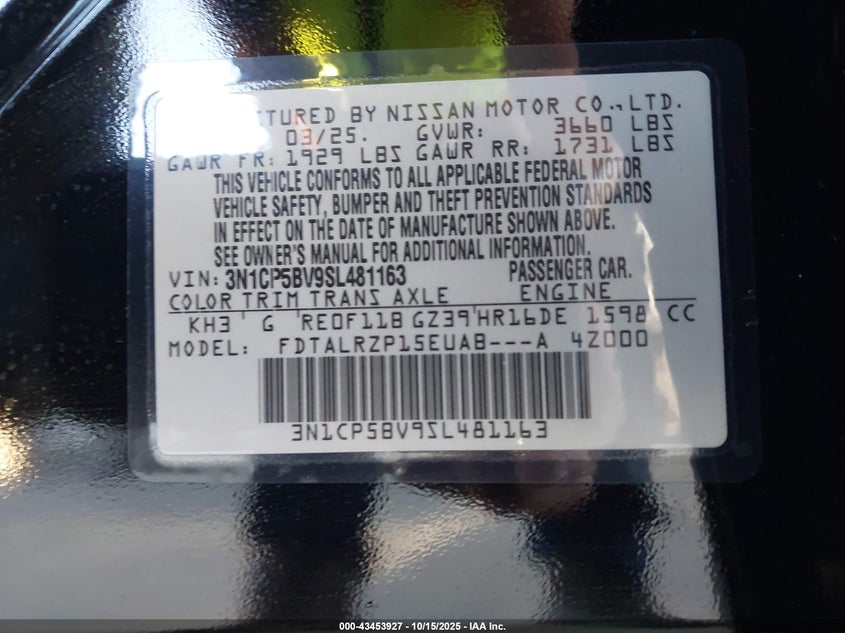 CTURED BY NISSAN MOTOR CO., LTD.
03/25. GVWR: 3660 LBS
GAWR FR: 1929 LBS GAWR RR: 1731 LBS
THIS VEHICLE CONFORMS TO ALL APPLICABLE FEDERAL MOTOR
VEHICLE SAFETY, BUMPER AND THEFT PREVENTION STANDARDS
IN EFFECT ON THE DATE OF MANUFACTURE SHOWN ABOVE.
SEE OWNER'S MANUAL FOR ADDITIONAL INFORMATION.
VIN: 3N1CP5BV9SL481163 PASSENGER CAR.
COLOR TRIM TRANS AXLE ENGINE
KH3 G RE0F11B GZ39 HR16DE 1598 CC
MODEL: FDTALRZP15EUAB---A 4Z000
3N1CP5BV9SL481163
000-43453927 - 10/15/2025 - IAA Inc.